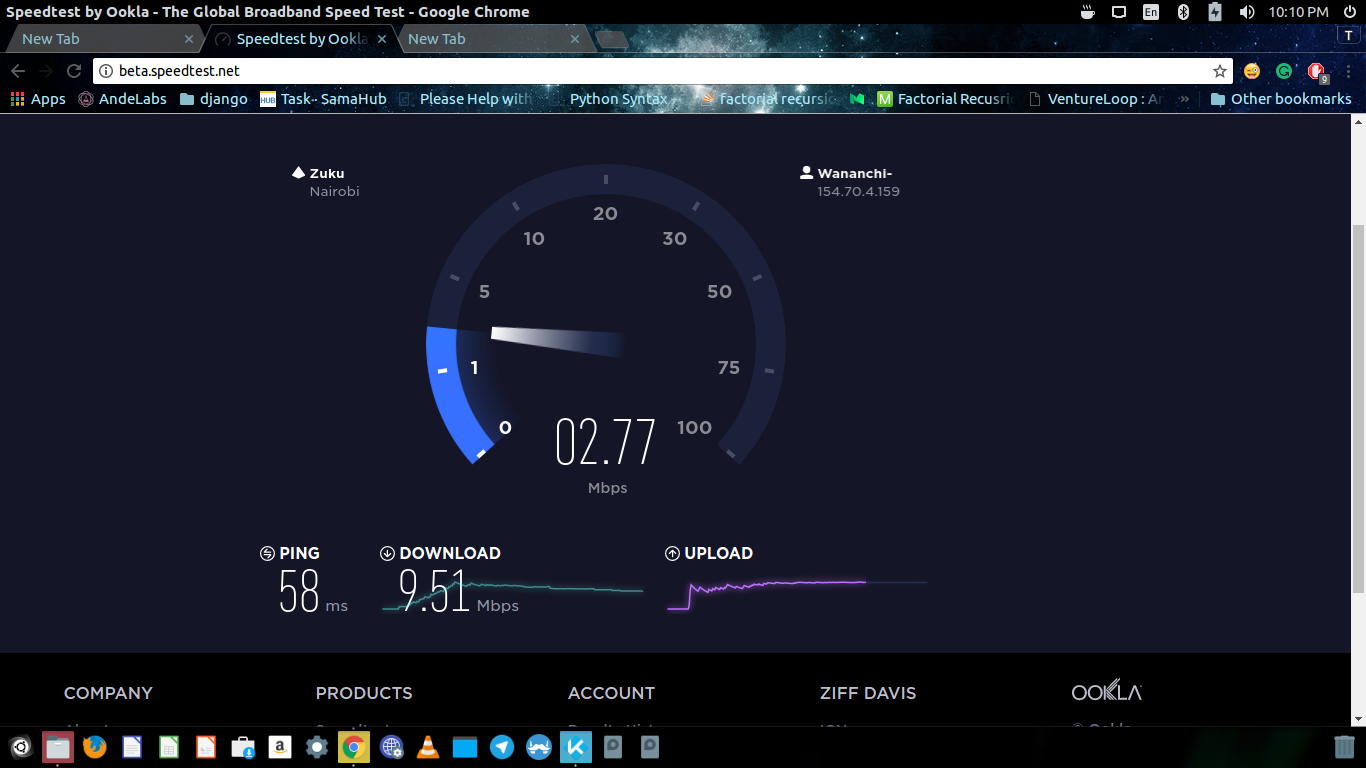 Speedtest by Ookla - The Global Broadband Speed Test - Google Chrome
En
10:10 PM
New Tab
Speedtest by Ookla
New Tab
T
beta.speedtest.net
9
Apps
AndeLabs
django
HUB
Task - SamaHub
Please Help with
Python Syntax
factorial recursio
M
Factorial Recusri
VentureLoop : Ar
»
Other bookmarks
Zuku
Nairobi
Wananchi-
154.70.4.159
0
1
5
10
20
30
50
75
100
02.77
Mbps
PING
58 ms
DOWNLOAD
9.51 Mbps
UPLOAD
COMPANY
PRODUCTS
ACCOUNT
ZIFF DAVIS
OOKLA